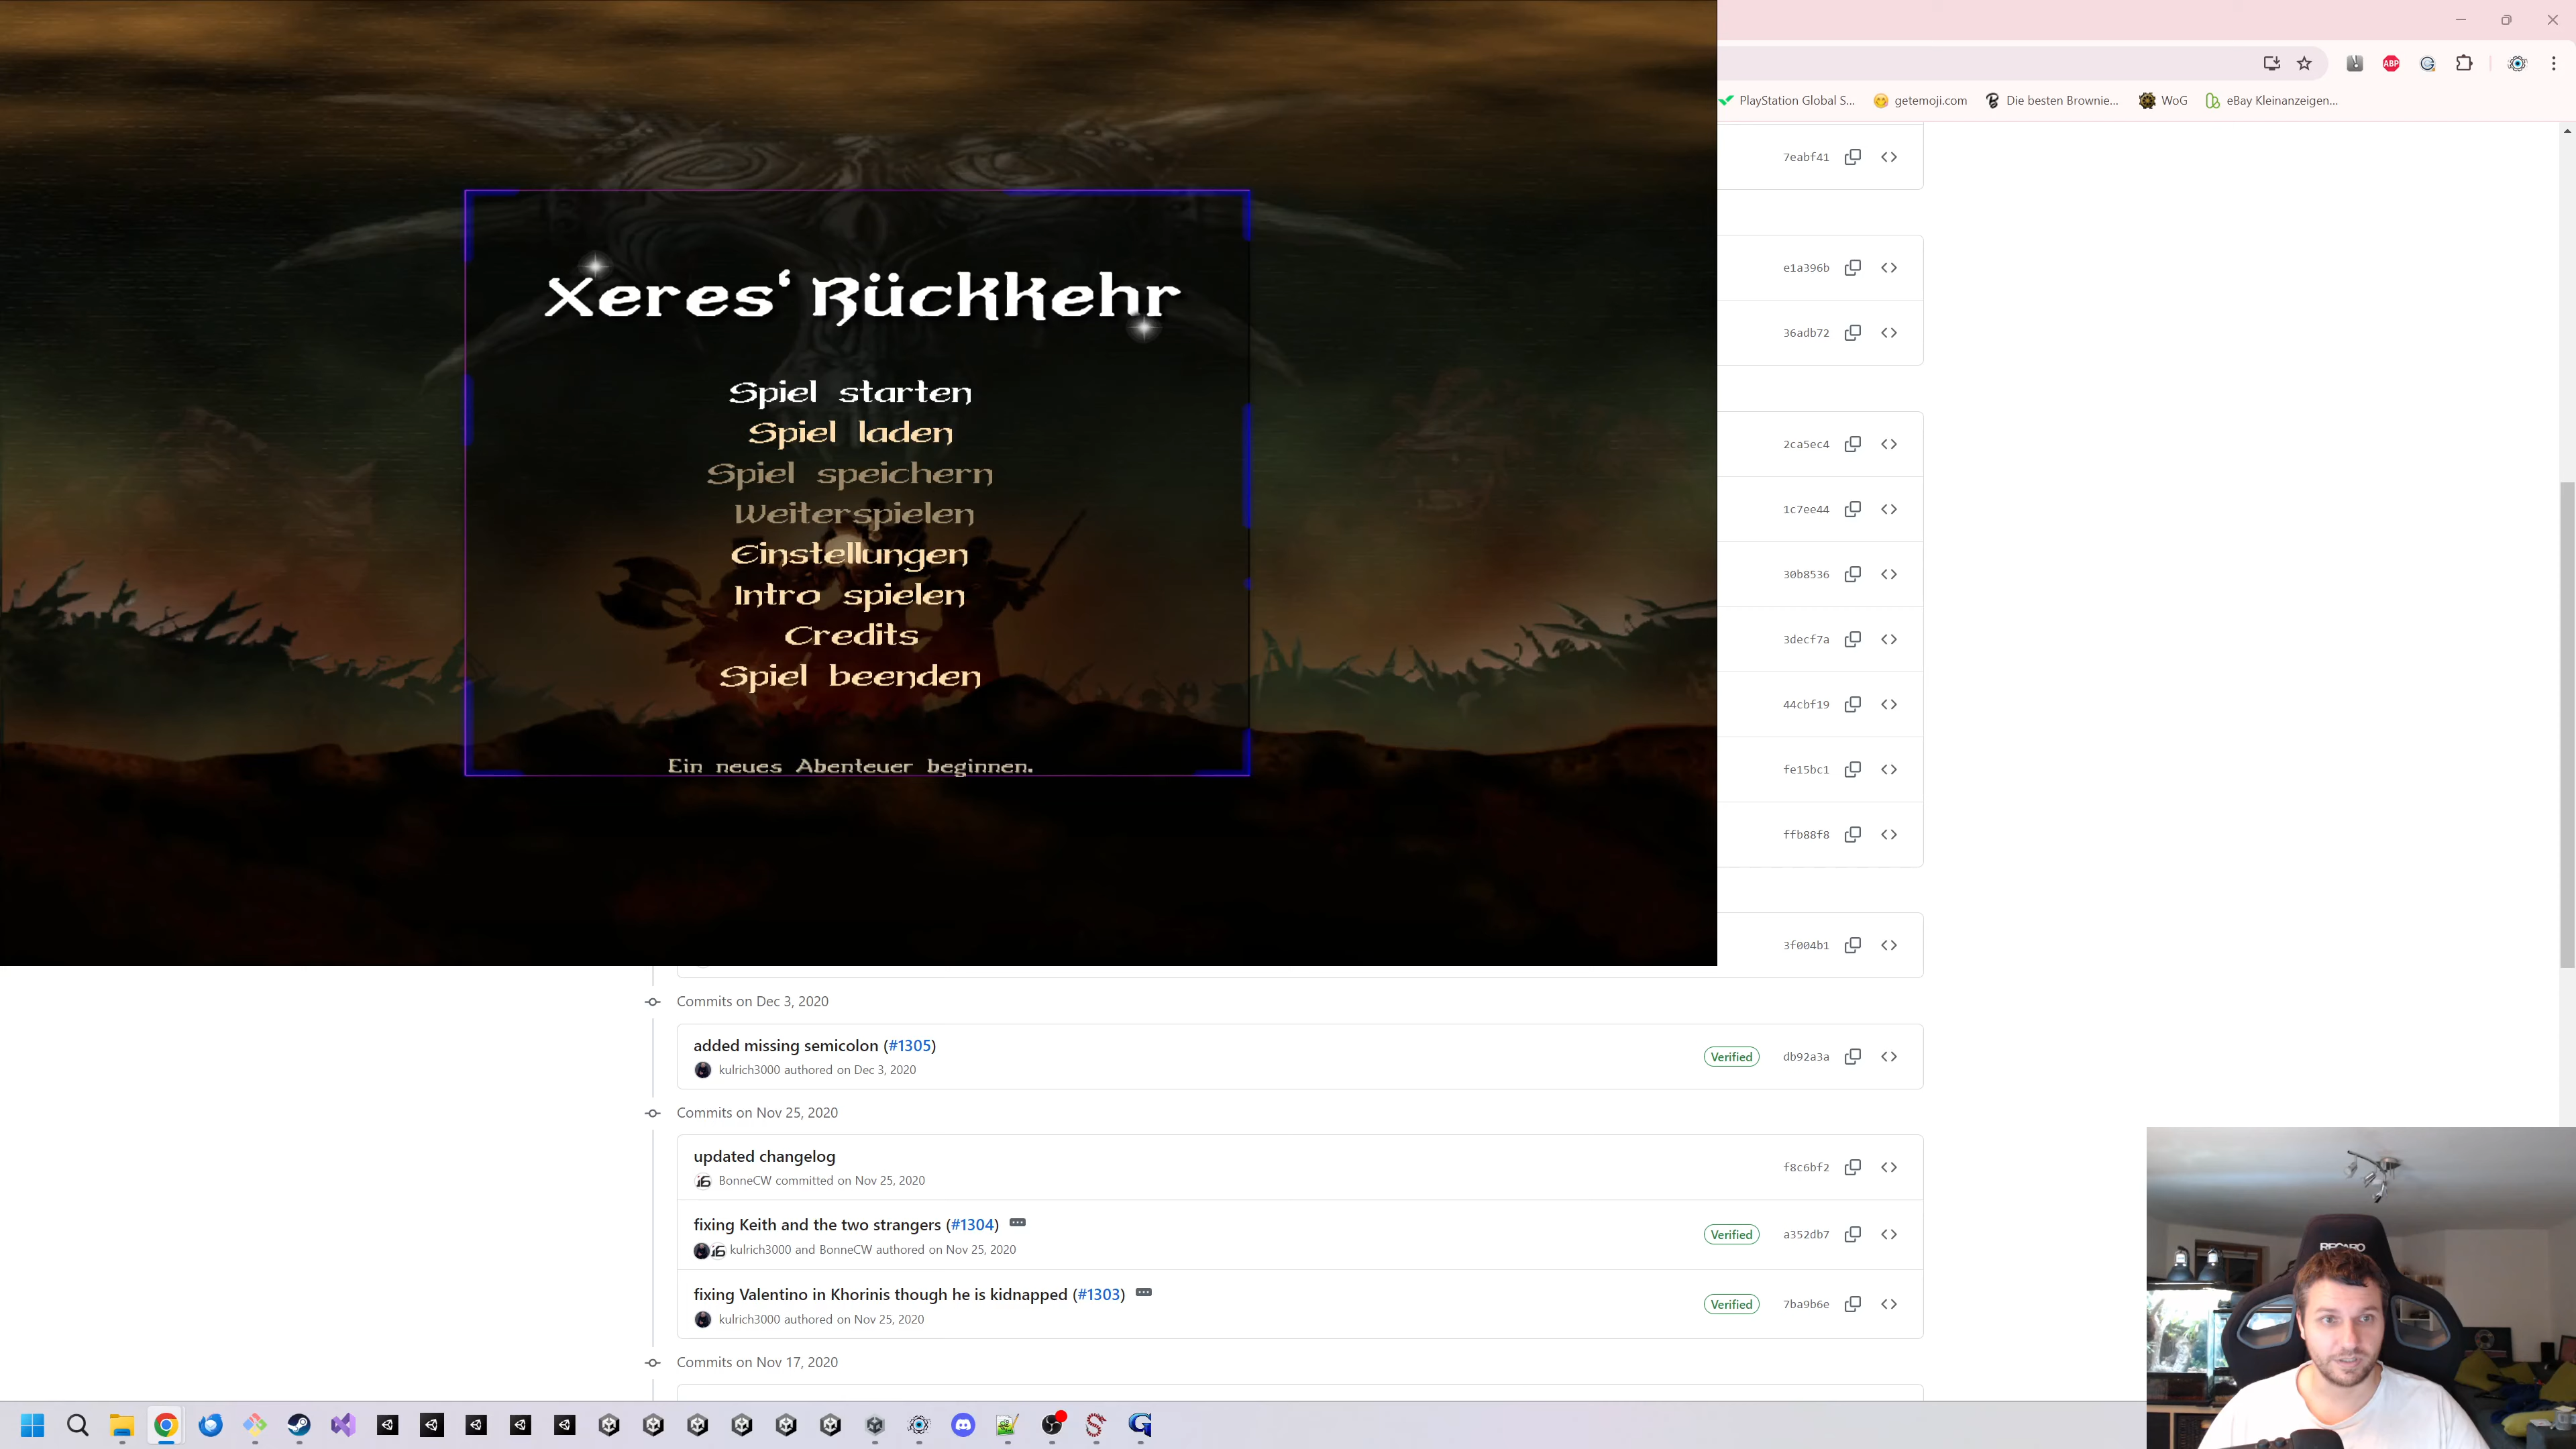 PlayStation Global S...
getemoji.com
Die besten Brownie...
WoG
eBay Kleinanzeigen...
ABP
Xeres' Rückkehr
Spiel starten
Spiel laden
Spiel speichern
Weiterspielen
Einstellungen
Intro spielen
Credits
Spiel beenden
Ein neues Abenteuer beginnen.
7eabf41
e1a396b
36adb72
2ca5ec4
1c7ee44
30b8536
3decf7a
44cbf19
fe15bc1
ffb88f8
3f004b1
Commits on Dec 3, 2020
added missing semicolon (#1305)
kulrich3000 authored on Dec 3, 2020
Verified
db92a3a
Commits on Nov 25, 2020
updated changelog
BonneCW committed on Nov 25, 2020
f8c6bf2
fixing Keith and the two strangers (#1304)
kulrich3000 and BonneCW authored on Nov 25, 2020
Verified
a352db7
fixing Valentino in Khorinis though he is kidnapped (#1303)
kulrich3000 authored on Nov 25, 2020
Verified
7ba9b6e
Commits on Nov 17, 2020
RECARO